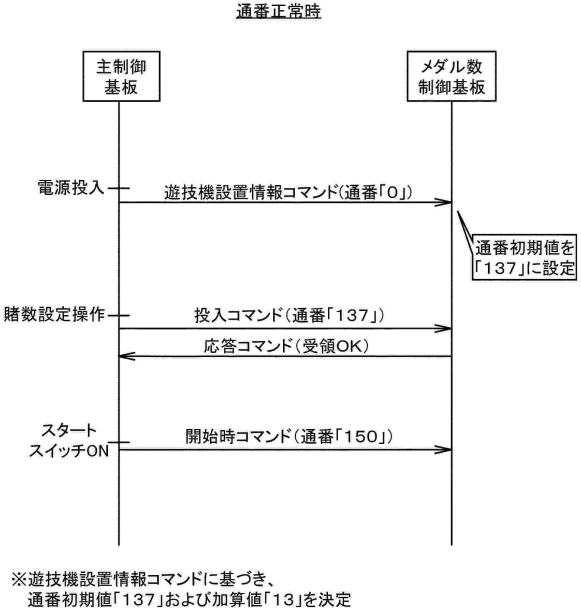 通番正常時
主制御
基板
メダル数
制御基板
電源投入
遊技機設置情報コマンド(通番「0」)
通番初期値を
「137」に設定
賭数設定操作
投入コマンド(通番「137」)
応答コマンド(受領OK)
スタート
スイッチON
開始時コマンド(通番「150」)
※遊技機設置情報コマンドに基づき、
通番初期値「137」および加算値「13」を決定